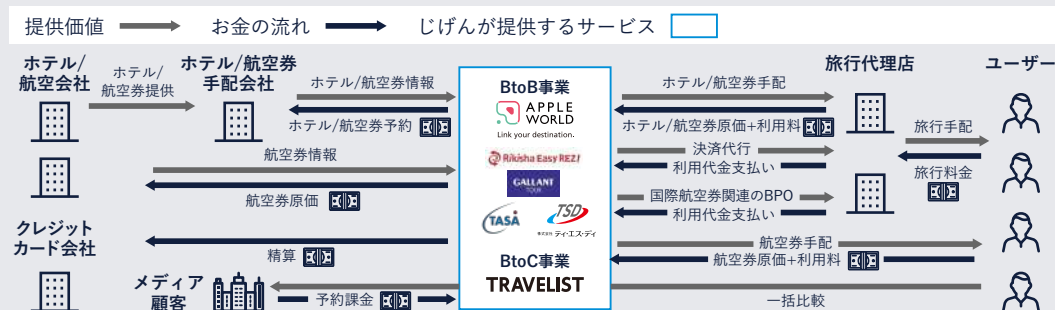 提供価値
お金の流れ
じげんが提供するサービス
ホテル/
航空会社
ホテル/
航空券提供
ホテル/航空券
手配会社
ホテル/航空券情報
ホテル/航空券予約
航空券情報
航空券原価
クレジット
カード会社
精算
メディア
顧客
予約課金
BtoB事業
APPLE
WORLD
Link your destination.
Rikisha Easy REZ!
GALLANT
TOUR
TASA
TSD
株式会社 ティ・エス・ディ
BtoC事業
TRAVELIST
ホテル/航空券手配
ホテル/航空券原価+利用料
決済代行
利用代金支払い
国際航空券関連のBPO
利用代金支払い
航空券手配
航空券原価+利用料
一括比較
旅行代理店
旅行手配
旅行料金
ユーザー